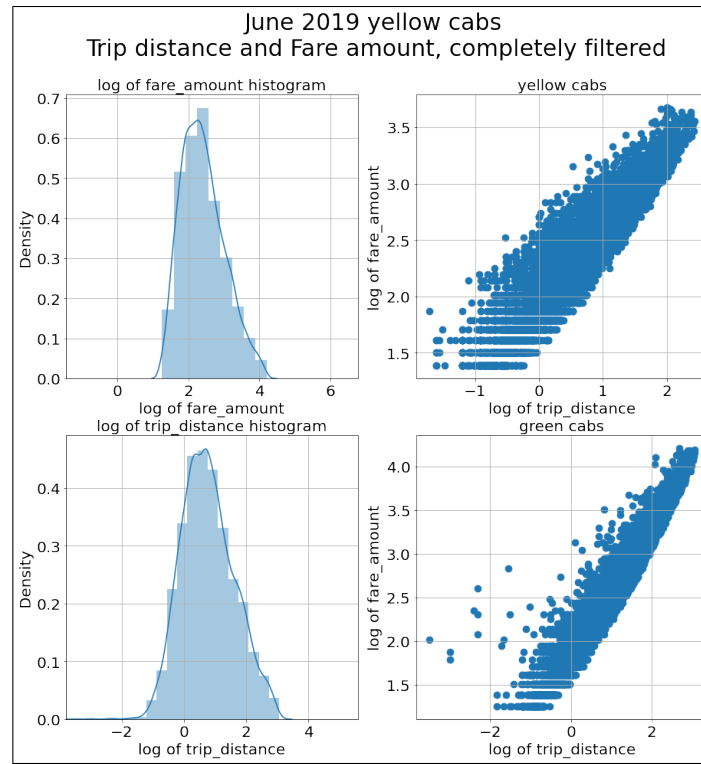 June 2019 yellow cabs
Trip distance and Fare amount, completely filtered
log of fare_amount histogram
0.7
0.6
0.5
0.4
0.3
0.2
0.1
0.0
Density
0
2
4
6
log of fare_amount
yellow cabs
3.5
3.0
2.5
2.0
1.5
log of fare_amount
−1
0
1
2
log of trip_distance
log of trip_distance histogram
0.4
0.3
0.2
0.1
0.0
Density
−2
0
2
4
log of trip_distance
green cabs
4.0
3.5
3.0
2.5
2.0
1.5
log of fare_amount
−2
0
2
log of trip_distance